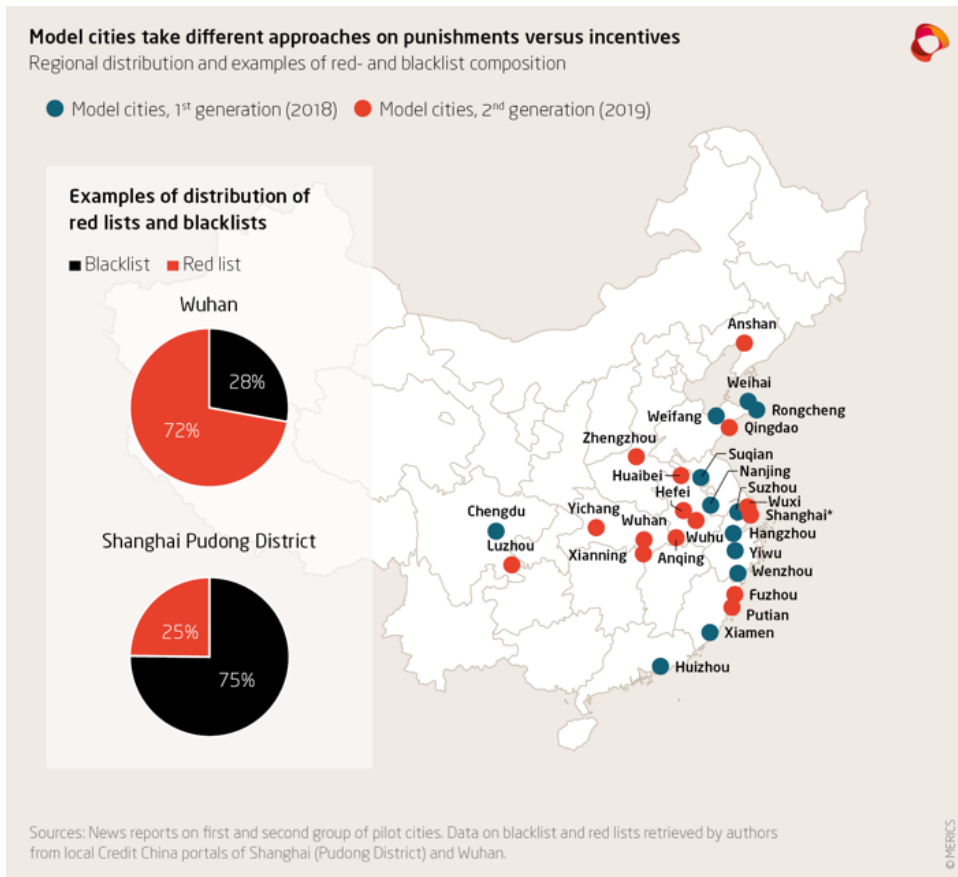 Model cities take different approaches on punishments versus incentives
Regional distribution and examples of red- and blacklist composition
Model cities, 1st generation (2018)
Model cities, 2nd generation (2019)
Examples of distribution of
red lists and blacklists
Blacklist
Red list
Wuhan
28%
72%
Shanghai Pudong District
25%
75%
Anshan
Weihai
Rongcheng
Weifang
Qingdao
Zhengzhou
Suqian
Huaibei
Nanjing
Hefei
Suzhou
Wuxi
Shanghai*
Chengdu
Yichang
Wuhan
Wuhu
Hangzhou
Luzhou
Xianning
Anqing
Yiwu
Wenzhou
Fuzhou
Putian
Xiamen
Huizhou
Sources: News reports on first and second group of pilot cities. Data on blacklist and red lists retrieved by authors
from local Credit China portals of Shanghai (Pudong District) and Wuhan.
© MERICS